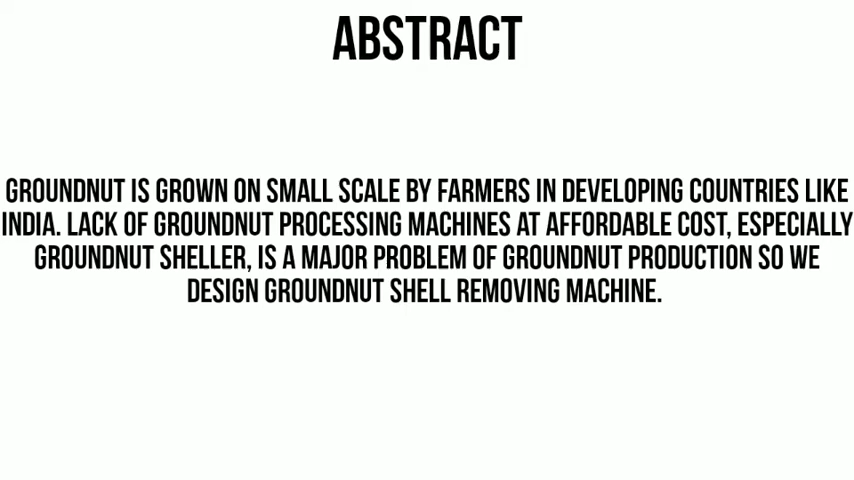 ABSTRACT
GROUNDNUT IS GROWN ON SMALL SCALE BY FARMERS IN DEVELOPING COUNTRIES LIKE
INDIA. LACK OF GROUNDNUT PROCESSING MACHINES AT AFFORDABLE COST, ESPECIALLY
GROUNDNUT SHELLER, IS A MAJOR PROBLEM OF GROUNDNUT PRODUCTION SO WE
DESIGN GROUNDNUT SHELL REMOVING MACHINE.